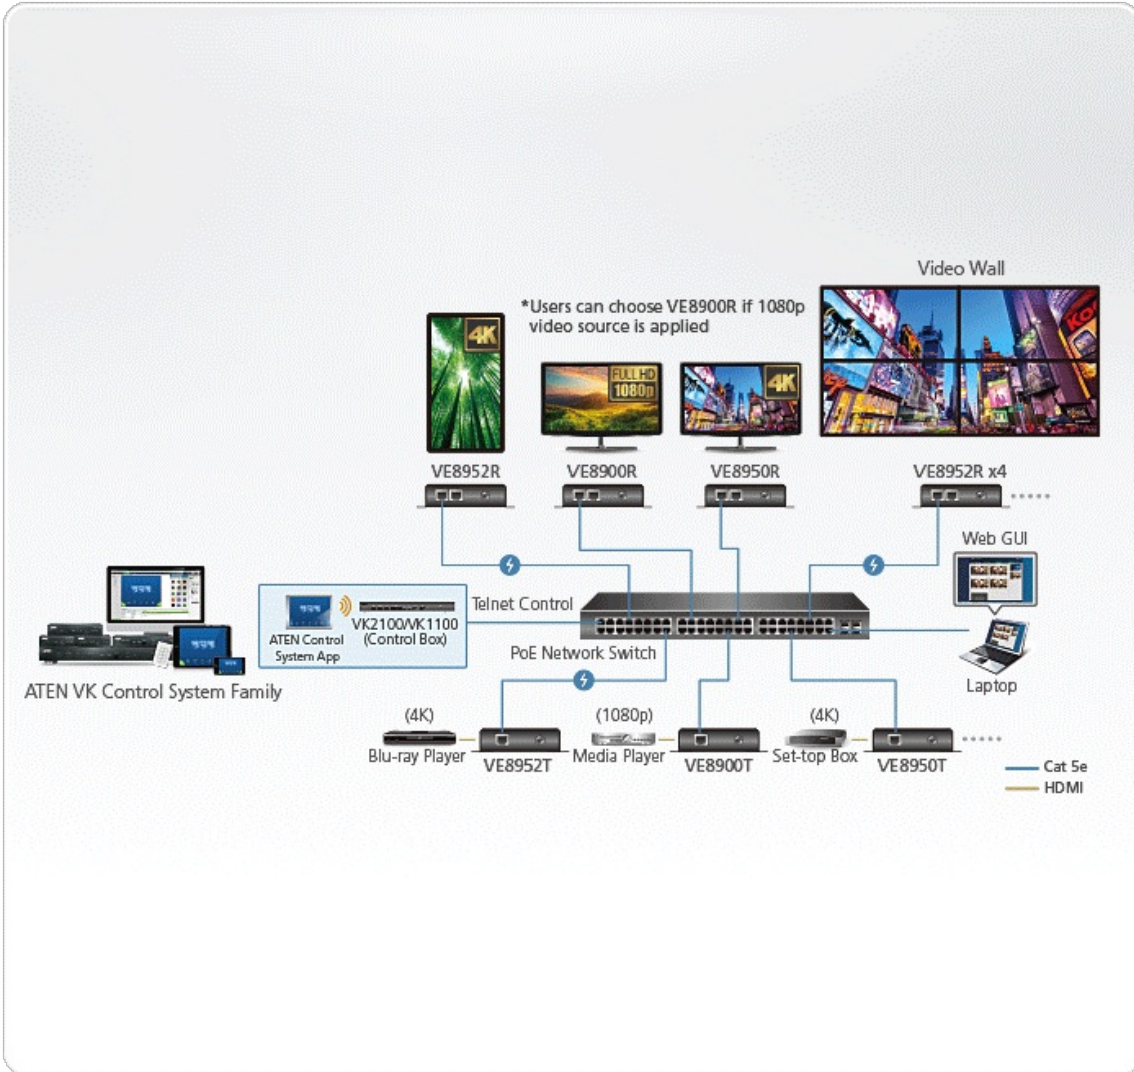 Video Wall
*Users can choose VE8900R if 1080p
video source is applied
4K
FULL HD
1080p
4K
VE8952R
VE8900R
VE8950R
VE8952R x4
Web GUI
Telnet Control
VK2100/VK1100
(Control Box)
ATEN Control
System App
PoE Network Switch
ATEN VK Control System Family
Laptop
(4K)
(1080p)
(4K)
Blu-ray Player
VE8952T
Media Player
VE8900T
Set-top Box
VE8950T
Cat 5e
HDMI